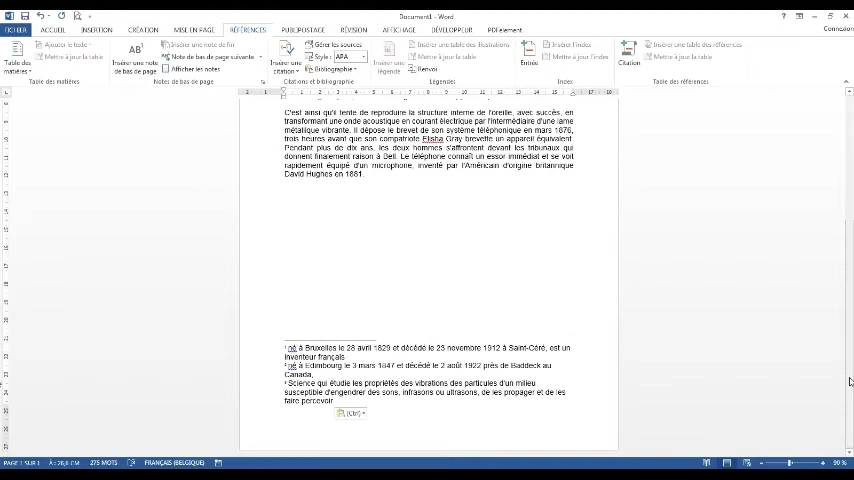 Document1 - Word
Connexion
FICHIER ACCUEIL INSERTION CRÉATION MISE EN PAGE RÉFÉRENCES PUBLIPOSTAGE RÉVISION AFFICHAGE DÉVELOPPEUR PDFelement
Table des matières
Ajouter le texte
Mettre à jour la table
Table des matières
AB¹
Insérer une note de bas de page
Insérer une note de fin
Note de bas de page suivante
Afficher les notes
Notes de bas de page
Insérer une citation
Gérer les sources
Style : APA
Bibliographie
Citations et bibliographie
Insérer une légende
Insérer une table des illustrations
Mettre à jour la table
Renvoi
Légendes
Entrée
Insérer l'index
Mettre à jour l'index
Index
Citation
Insérer une table des références
Mettre à jour la table
Table des références
C'est ainsi qu'il tente de reproduire la structure interne de l'oreille, avec succès, en
transformant une onde acoustique en courant électrique par l'intermédiaire d'une lame
métallique vibrante. Il dépose le brevet de son système téléphonique en mars 1876,
trois heures avant que son compatriote Elisha Gray brevette un appareil équivalent.
Pendant plus de dix ans, les deux hommes s'affrontent devant les tribunaux qui
donnent finalement raison à Bell. Le téléphone connaît un essor immédiat et se voit
rapidement équipé d'un microphone, inventé par l'Américain d'origine britannique
David Hughes en 1881.
¹ né à Bruxelles le 28 avril 1829 et décédé le 23 novembre 1912 à Saint-Céré, est un
inventeur français
² né à Edimbourg le 3 mars 1847 et décédé le 2 août 1922 près de Baddeck au
Canada,
³ Science qui étudie les propriétés des vibrations des particules d'un milieu
susceptible d'engendrer des sons, infrasons ou ultrasons, de les propager et de les
faire percevoir
(Ctrl)
PAGE 1 SUR 1 À : 26,6 CM 275 MOTS FRANÇAIS (BELGIQUE) 90 %